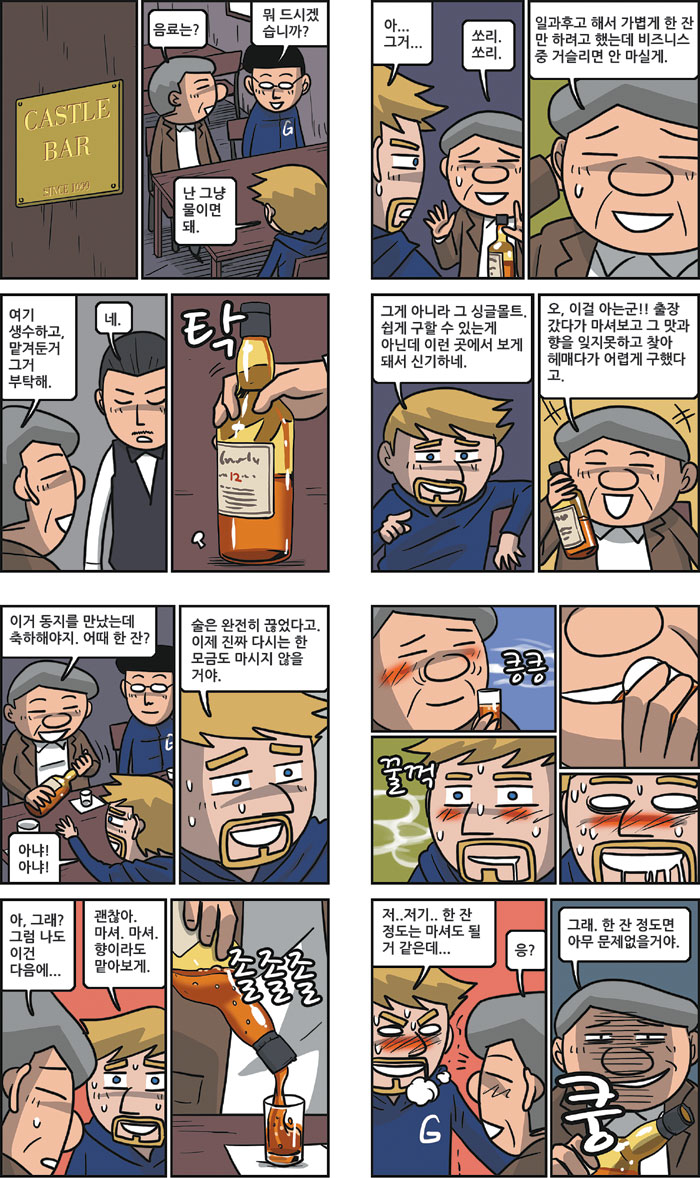 CASTLE
BAR
SINCE 1999
음료는?
뭐 드시겠
습니까?
G
난 그냥
물이면
돼.
여기
생수하고,
맡겨둔거
그거
부탁해.
네.
탁
12
아...
그거...
쏘리.
쏘리.
일과후고 해서 가볍게 한 잔
만 하려고 했는데 비즈니스
중 거슬리면 안 마실게.
그게 아니라 그 싱글몰트.
쉽게 구할 수 있는게
아닌데 이런 곳에서 보게
돼서 신기하네.
오, 이걸 아는군!! 출장
갔다가 마셔보고 그 맛과
향을 잊지못하고 찾아
헤매다가 어렵게 구했다
고.
이거 동지를 만났는데
축하해야지. 어때 한 잔?
G
아냐!
아냐!
술은 완전히 끊었다고.
이제 진짜 다시는 한
모금도 마시지 않을
거야.
아, 그래?
그럼 나도
이건
다음에...
괜찮아.
마셔. 마셔.
향이라도
맡아보게.
졸졸졸
킁킁
꿀꺽
저..저기.. 한 잔
정도는 마셔도 될
거 같은데...
응?
G
그래. 한 잔 정도면
아무 문제없을거야.
쿵